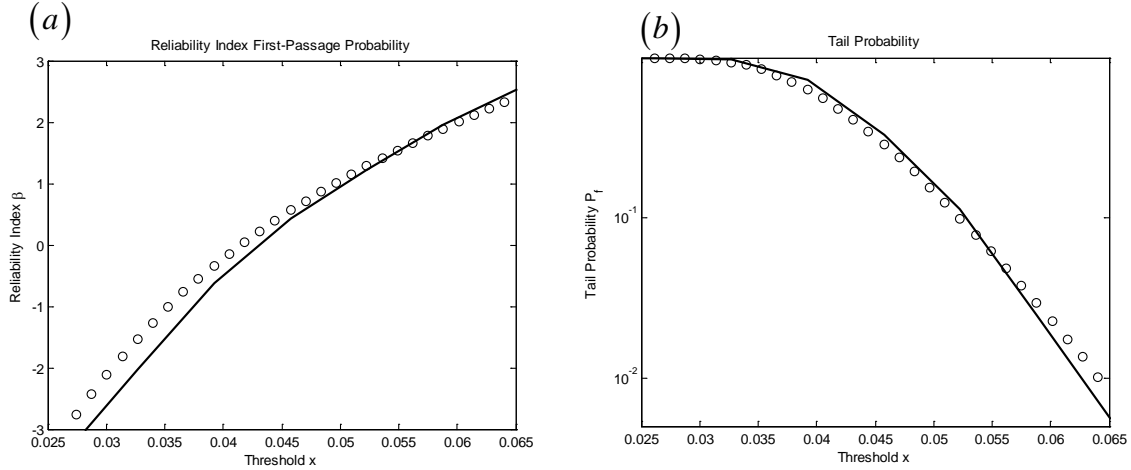 (a)
Reliability Index First-Passage Probability
Reliability Index β
3
2
1
0
-1
-2
-3
0.025 0.03 0.035 0.04 0.045 0.05 0.055 0.06 0.065
Threshold x
(b)
Tail Probability
Tail Probability P_f
10^-1
10^-2
0.025 0.03 0.035 0.04 0.045 0.05 0.055 0.06 0.065
Threshold x